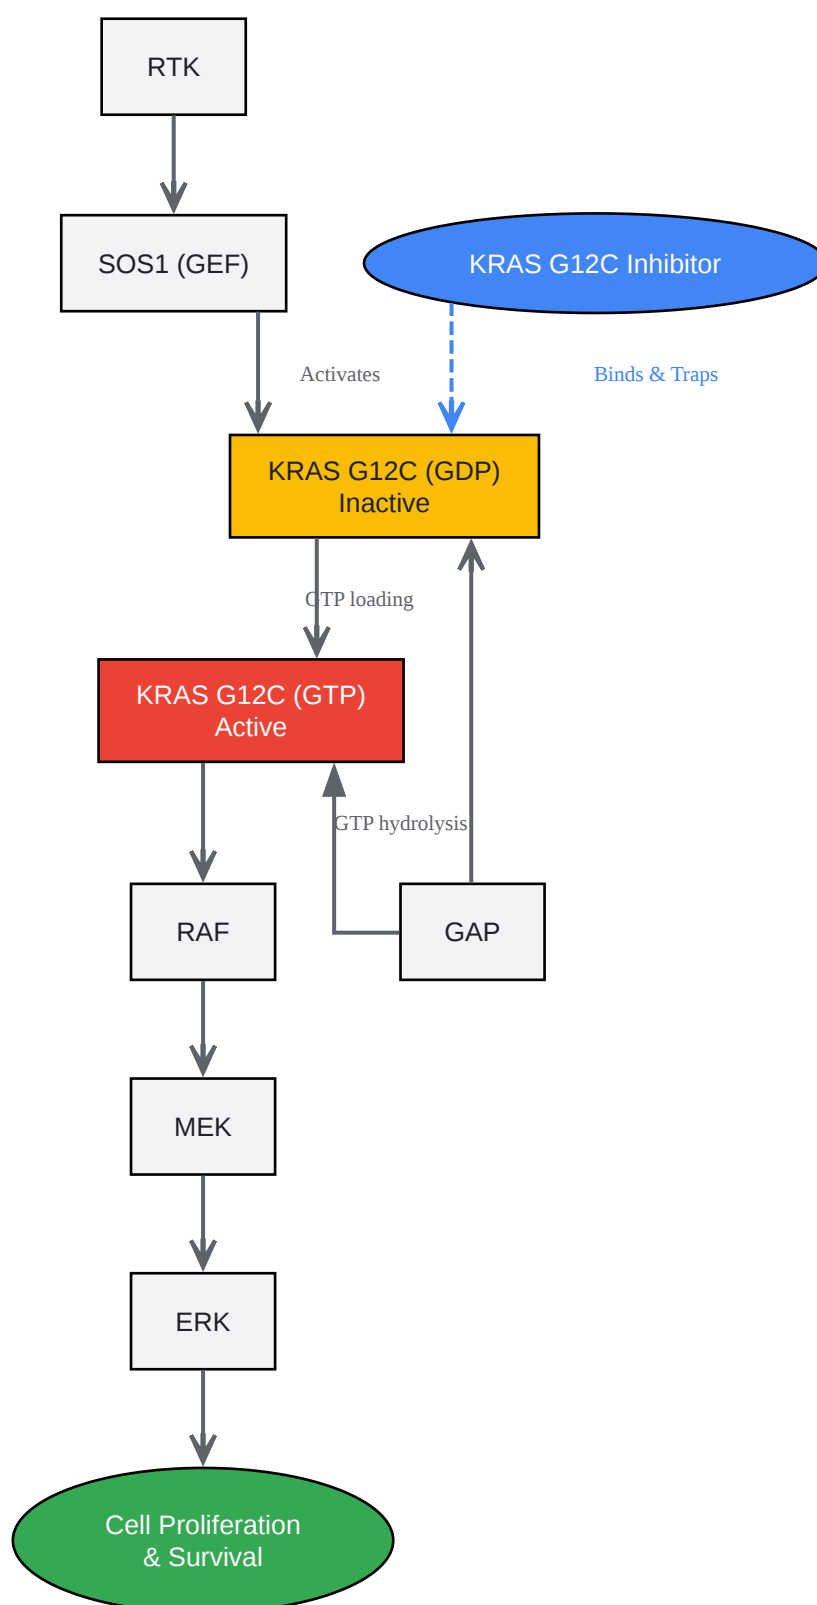 RTK
SOS1 (GEF)
KRAS G12C Inhibitor
Activates
Binds & Traps
KRAS G12C (GDP)
Inactive
GTP loading
KRAS G12C (GTP)
Active
GTP hydrolysis
RAF
GAP
MEK
ERK
Cell Proliferation
& Survival